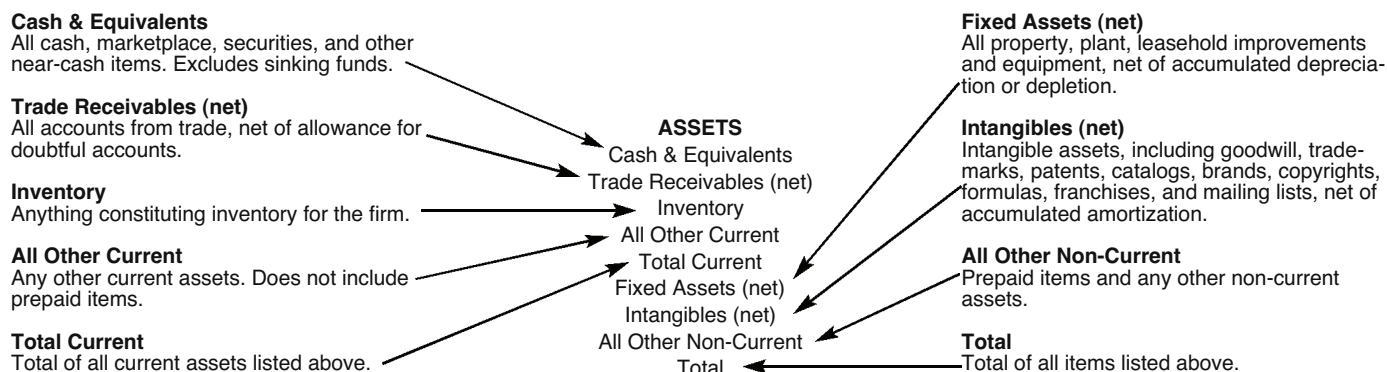 Cash & Equivalents
All cash, marketplace, securities, and other
near-cash items. Excludes sinking funds.
Trade Receivables (net)
All accounts from trade, net of allowance for
doubtful accounts.
Inventory
Anything constituting inventory for the firm.
All Other Current
Any other current assets. Does not include
prepaid items.
Total Current
Total of all current assets listed above.
ASSETS
Cash & Equivalents
Trade Receivables (net)
Inventory
All Other Current
Total Current
Fixed Assets (net)
Intangibles (net)
All Other Non-Current
Total
Fixed Assets (net)
All property, plant, leasehold improvements
and equipment, net of accumulated deprecia-
tion or depletion.
Intangibles (net)
Intangible assets, including goodwill, trade-
marks, patents, catalogs, brands, copyrights,
formulas, franchises, and mailing lists, net of
accumulated amortization.
All Other Non-Current
Prepaid items and any other non-current
assets.
Total
Total of all items listed above.